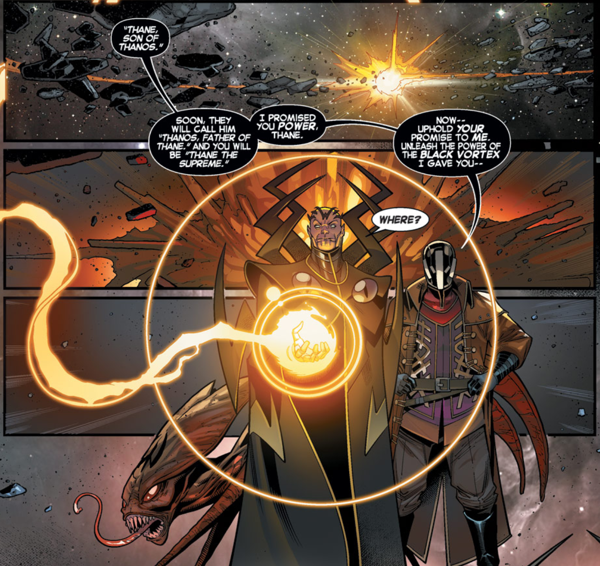 "THANE,
SON OF
THANOS."
SOON, THEY
WILL CALL HIM
"THANOS, FATHER OF
THANE." AND YOU WILL
BE "THANE THE
SUPREME."
I PROMISED
YOU POWER,
THANE.
NOW--
UPHOLD YOUR
PROMISE TO ME.
UNLEASH THE POWER OF
THE BLACK VORTEX
I GAVE YOU--
WHERE?